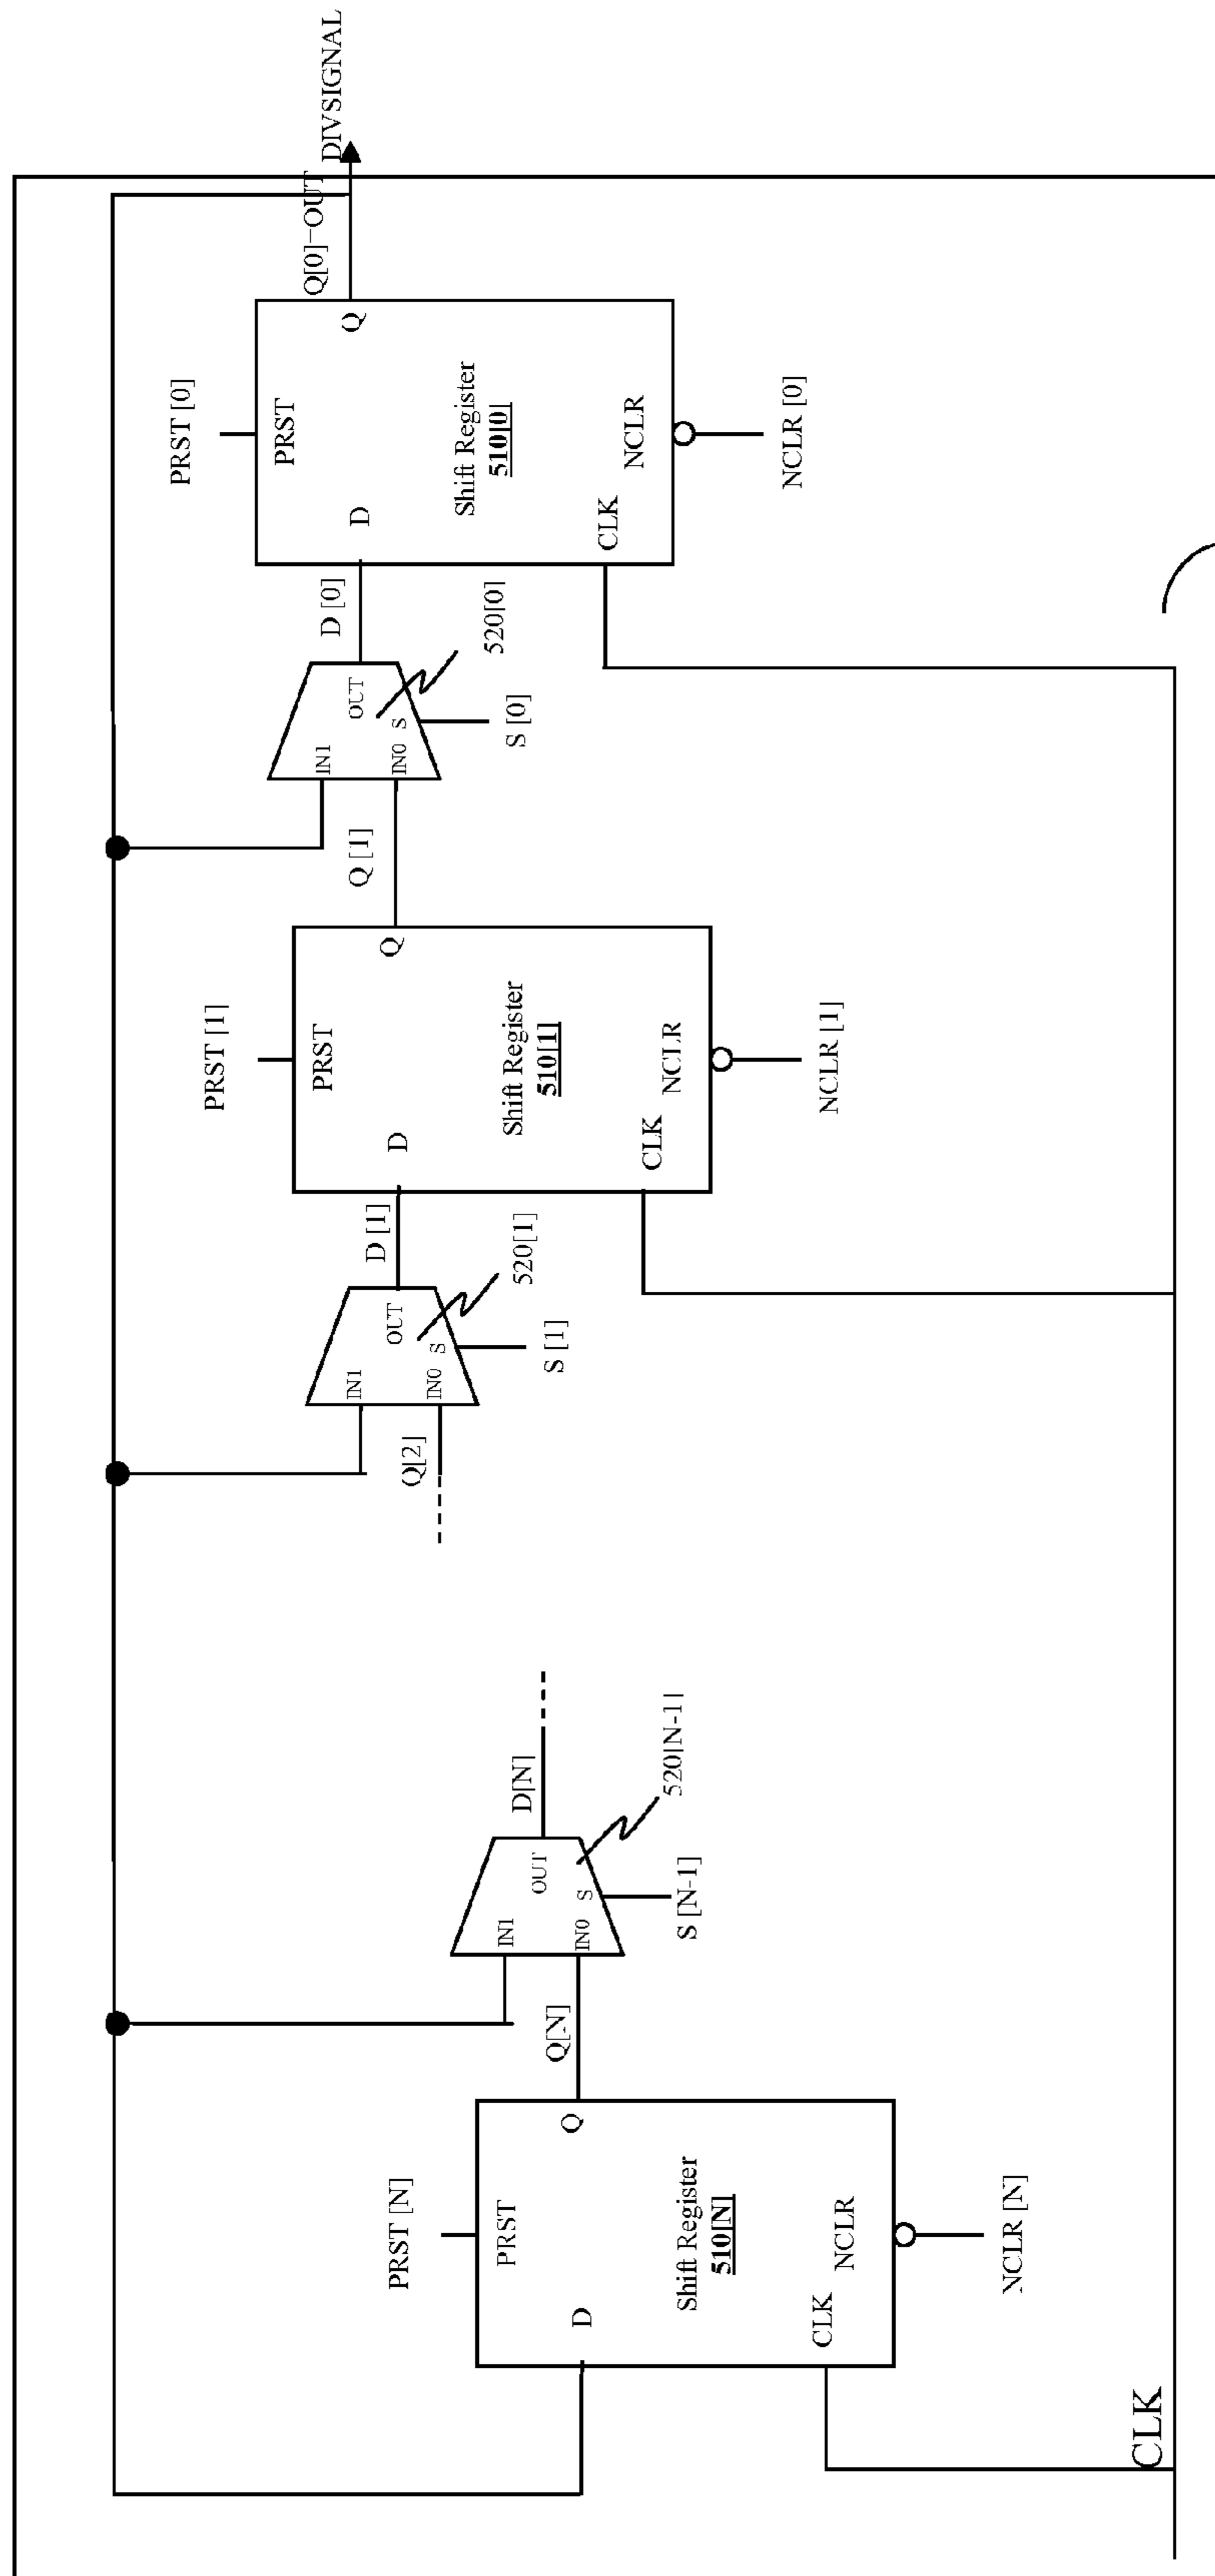 PRST [N]
PRST
D
Q
Shift Register
510[N]
CLK
NCLR
NCLR [N]
CLK
Q[N]
IN1
IN0
OUT
S
S [N-1]
520[N-1]
D[N]
Q[2]
IN1
IN0
OUT
S
S [1]
520[1]
D [1]
PRST [1]
PRST
D
Q
Shift Register
510[1]
CLK
NCLR
NCLR [1]
Q [1]
IN1
IN0
OUT
S
S [0]
520[0]
D [0]
PRST [0]
PRST
D
Q
Shift Register
510[0]
CLK
NCLR
NCLR [0]
Q[0]–OUT
DIVSIGNAL